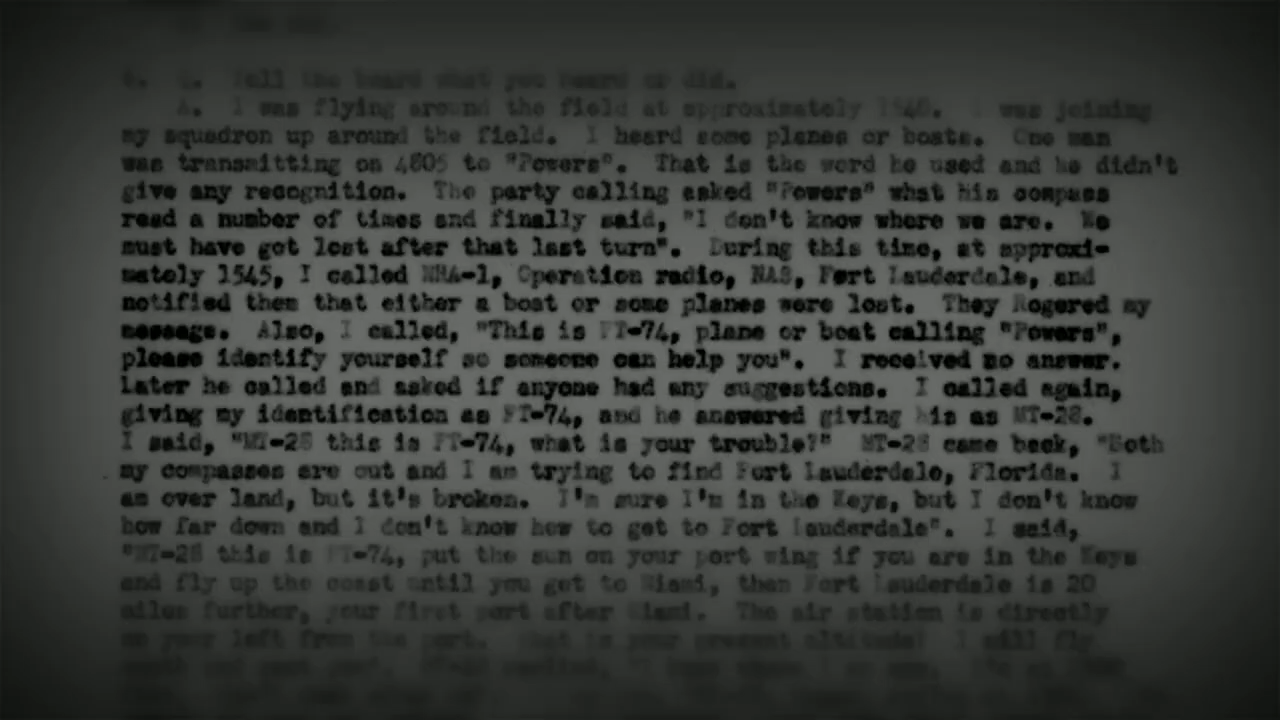 Tell the board what you heard or did.
A. I was flying around the field at approximately 1540. I was joining
my squadron up around the field. I heard some planes or boats. One man
was transmitting on 4805 to "Powers". That is the word he used and he didn't
give any recognition. The party calling asked "Powers" what his compass
read a number of times and finally said, "I don't know where we are. We
must have got lost after that last turn". During this time, at approxi-
mately 1545, I called NHA-1, Operation radio, NAS, Fort Lauderdale, and
notified them that either a boat or some planes were lost. They Rogered my
message. Also, I called, "This is FT-74, plane or boat calling "Powers",
please identify yourself so someone can help you". I received no answer.
Later he called and asked if anyone had any suggestions. I called again,
giving my identification as FT-74, and he answered giving his as MT-28.
I said, "MT-28 this is FT-74, what is your trouble?" MT-28 came back, "Both
my compasses are out and I am trying to find Fort Lauderdale, Florida. I
am over land, but it's broken. I'm sure I'm in the Keys, but I don't know
how far down and I don't know how to get to Fort Lauderdale". I said,
"MT-28 this is FT-74, put the sun on your port wing if you are in the Keys
and fly up the coast until you get to Miami, then Fort Lauderdale is 20
miles further, your first port after Miami. The air station is directly
on your left from the port. What is your present altitude? I will fly